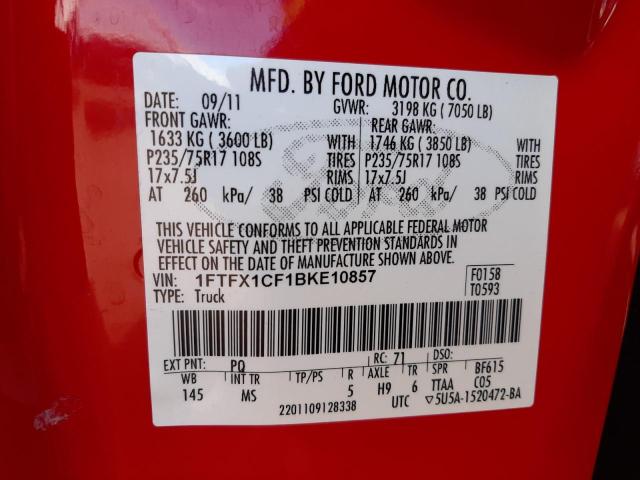 MFD. BY FORD MOTOR CO.
DATE: 09/11 GVWR: 3198 KG ( 7050 LB)
FRONT GAWR: REAR GAWR:
1633 KG ( 3600 LB) WITH 1746 KG ( 3850 LB) WITH
P235/75R17 108S TIRES P235/75R17 108S TIRES
17x7.5J RIMS 17x7.5J RIMS
AT 260 kPa/ 38 PSI COLD AT 260 kPa/ 38 PSI COLD
THIS VEHICLE CONFORMS TO ALL APPLICABLE FEDERAL MOTOR
VEHICLE SAFETY AND THEFT PREVENTION STANDARDS IN
EFFECT ON THE DATE OF MANUFACTURE SHOWN ABOVE.
VIN: 1FTFX1CF1BKE10857 F0158
TYPE: Truck T0593
EXT PNT: PQ RC: 71 DSO:
WB INT TR TP/PS R AXLE TR SPR BF615
145 MS 5 H9 6 TTAA C05
2201109128338 UTC ▽5U5A-1520472-BA
Ford